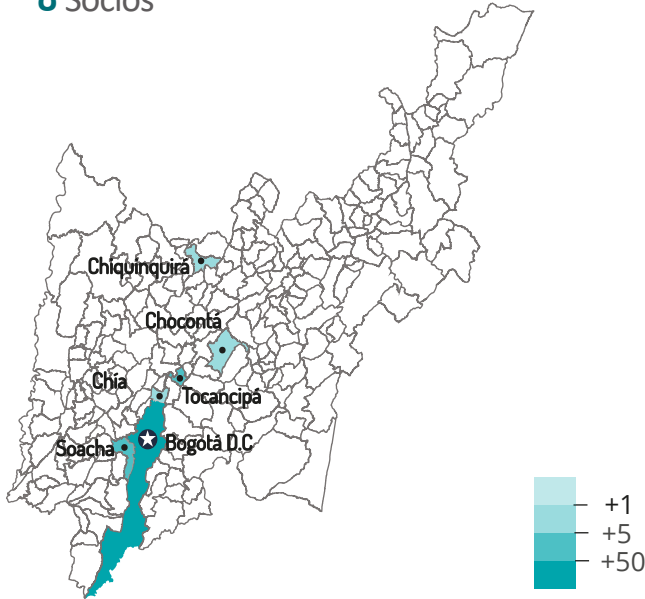 Socios
Chiquinquirá
Chocontá
Chía
Tocancipá
Soacha
Bogotá D.C
+1
+5
+50